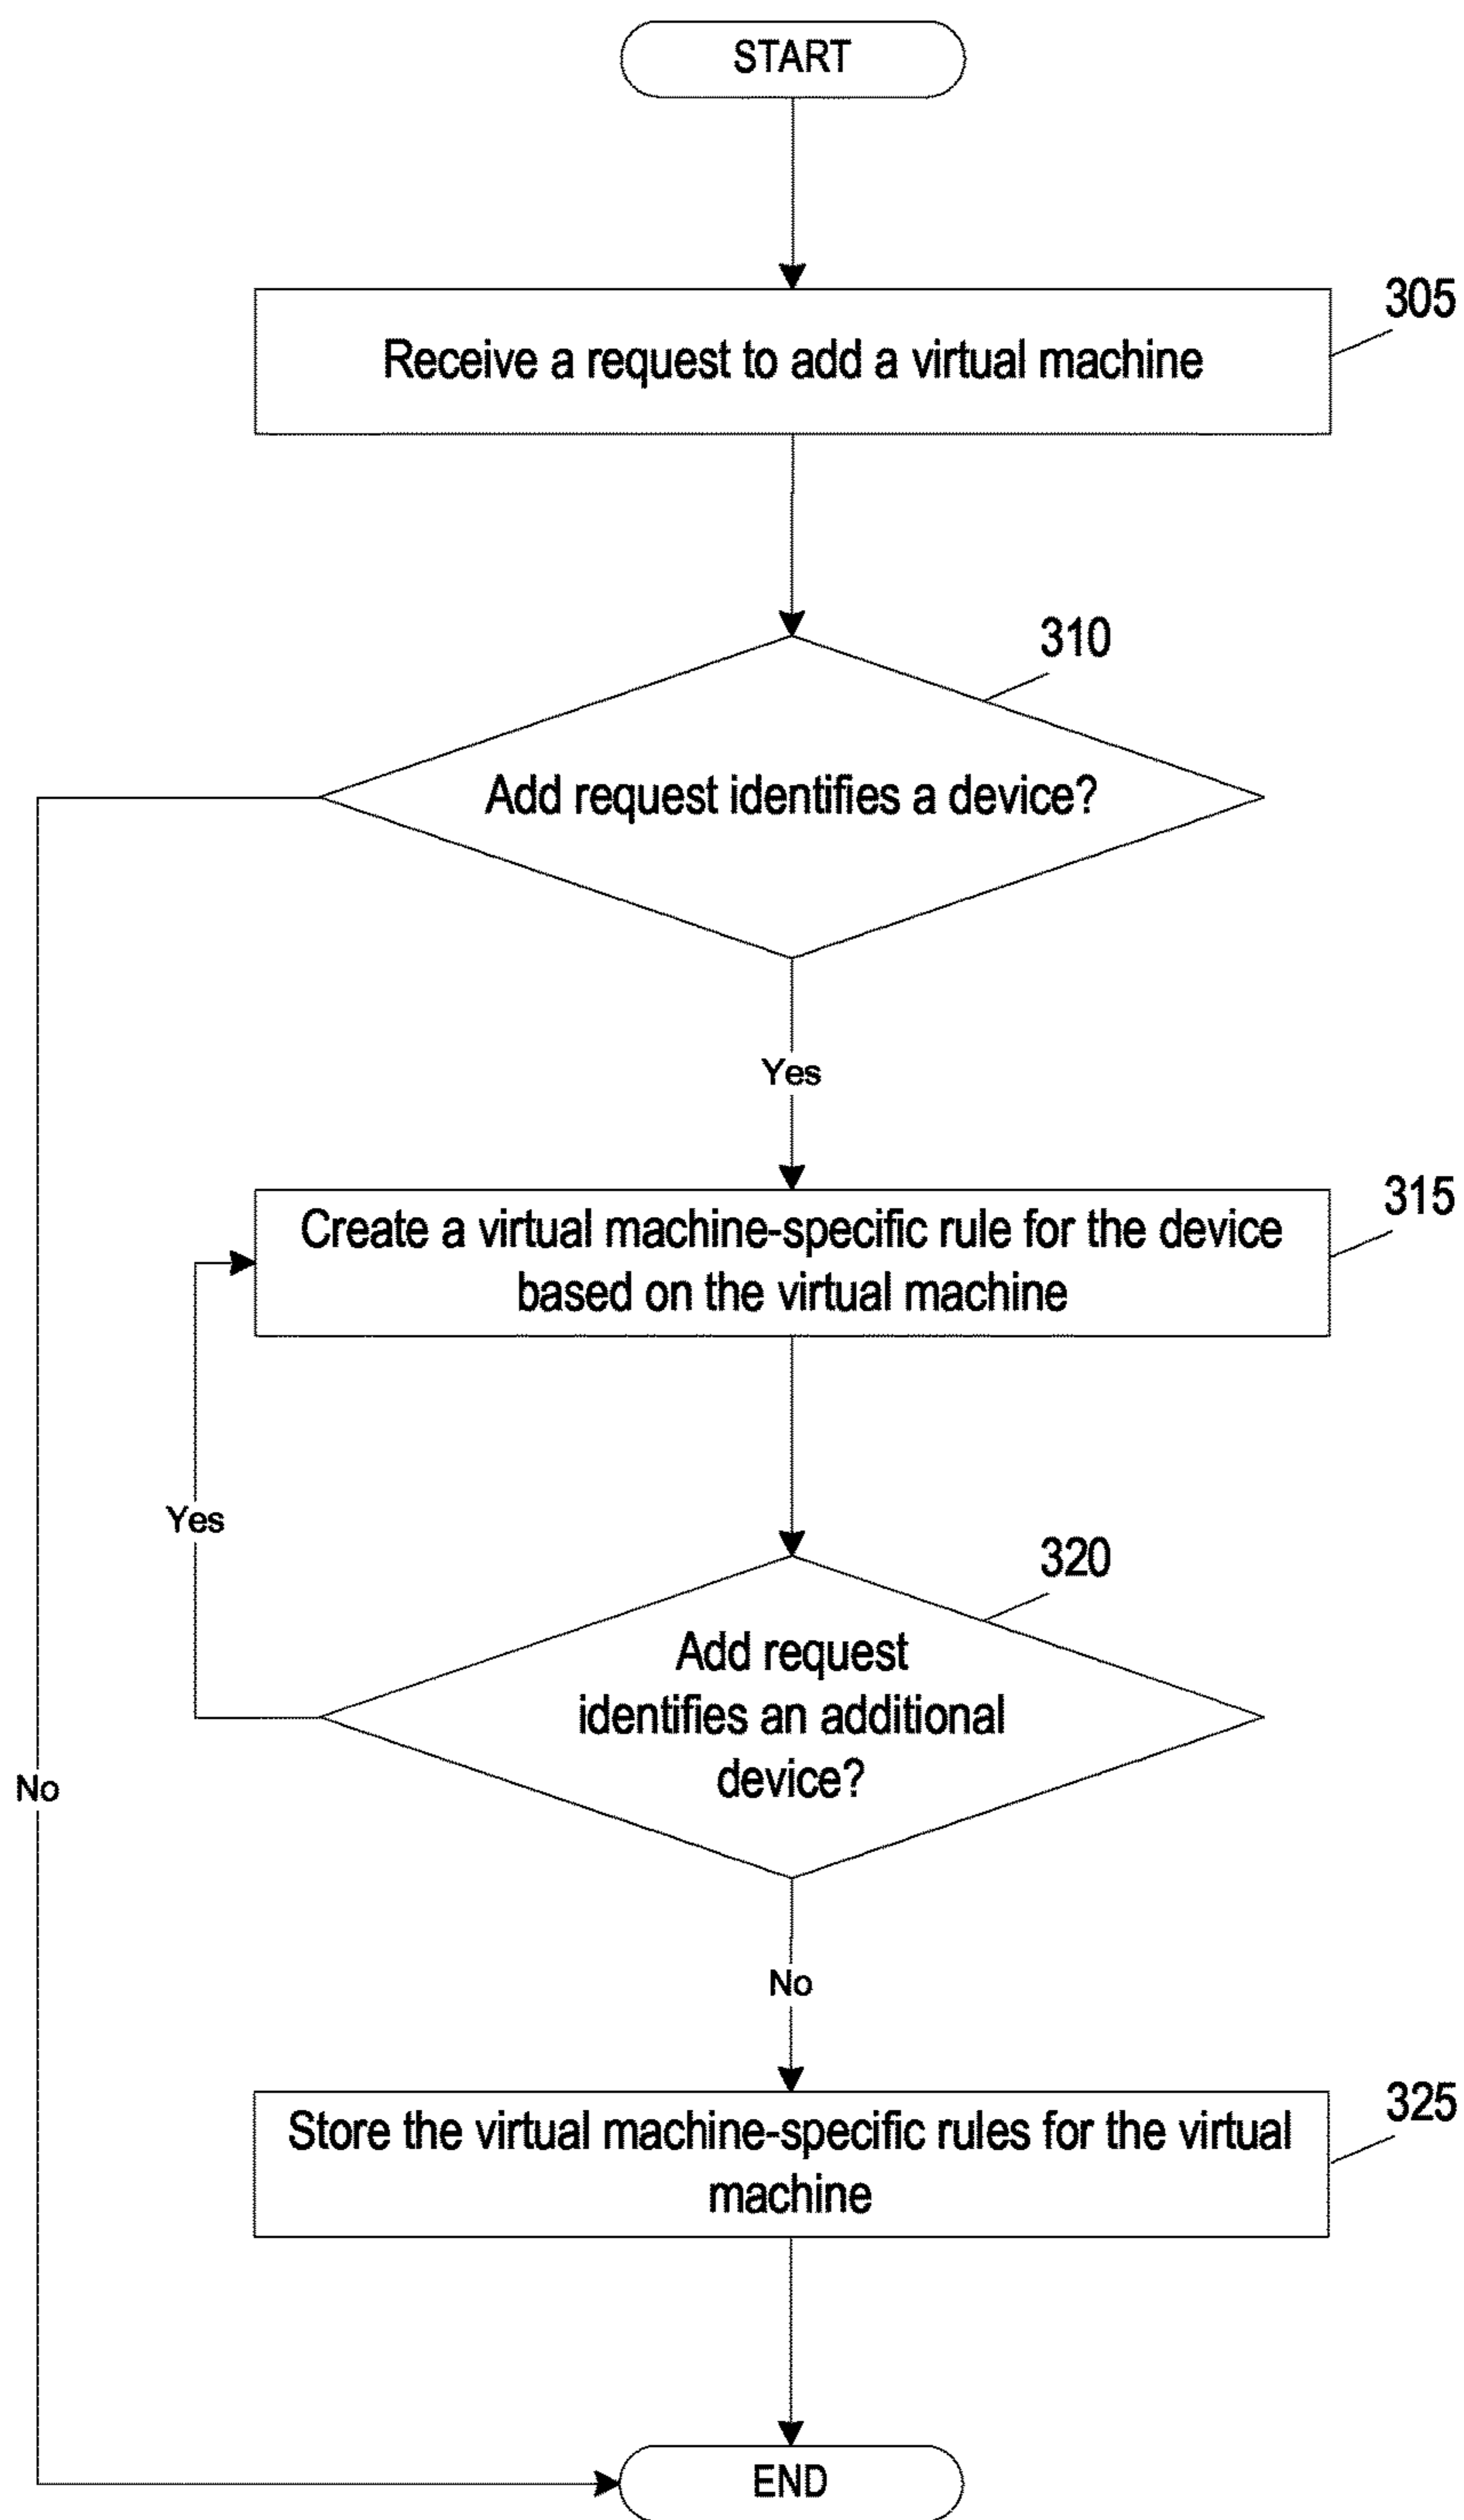 START
305
Receive a request to add a virtual machine
310
Add request identifies a device?
Yes
315
Create a virtual machine-specific rule for the device
based on the virtual machine
Yes
320
Add request
identifies an additional
device?
No
No
325
Store the virtual machine-specific rules for the virtual
machine
END